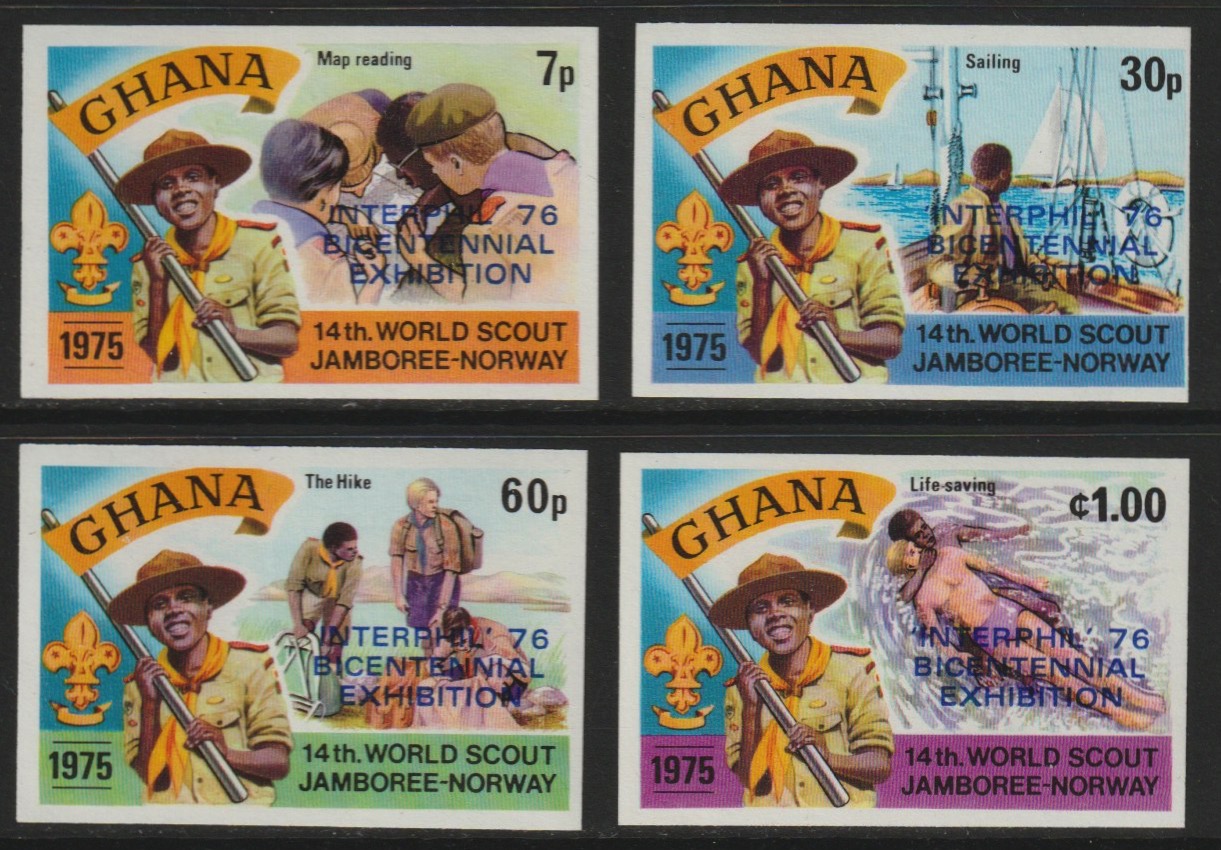 GHANA
Map reading
7p
'INTERPHIL' 76
BICENTENNIAL
EXHIBITION
1975
14th. WORLD SCOUT
JAMBOREE-NORWAY
GHANA
Sailing
30p
'INTERPHIL' 76
BICENTENNIAL
EXHIBITION
1975
14th. WORLD SCOUT
JAMBOREE-NORWAY
GHANA
The Hike
60p
'INTERPHIL' 76
BICENTENNIAL
EXHIBITION
1975
14th. WORLD SCOUT
JAMBOREE-NORWAY
GHANA
Life-saving
¢1.00
'INTERPHIL' 76
BICENTENNIAL
EXHIBITION
1975
14th. WORLD SCOUT
JAMBOREE-NORWAY